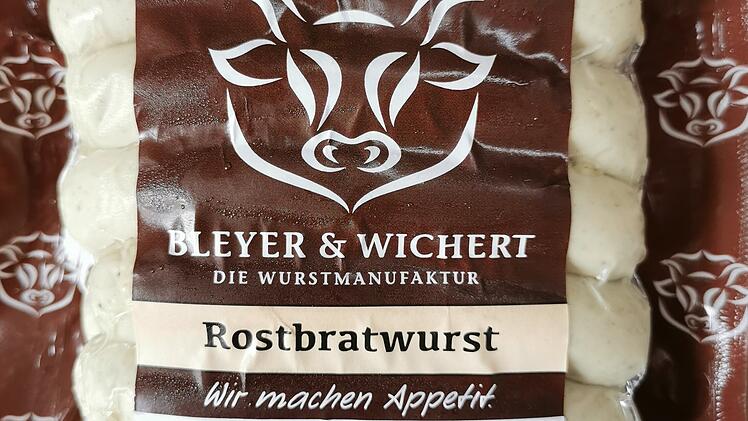 BLEYER & WICHERT
DIE WURSTMANUFAKTUR
Rostbratwurst
Wir machen Appetit.